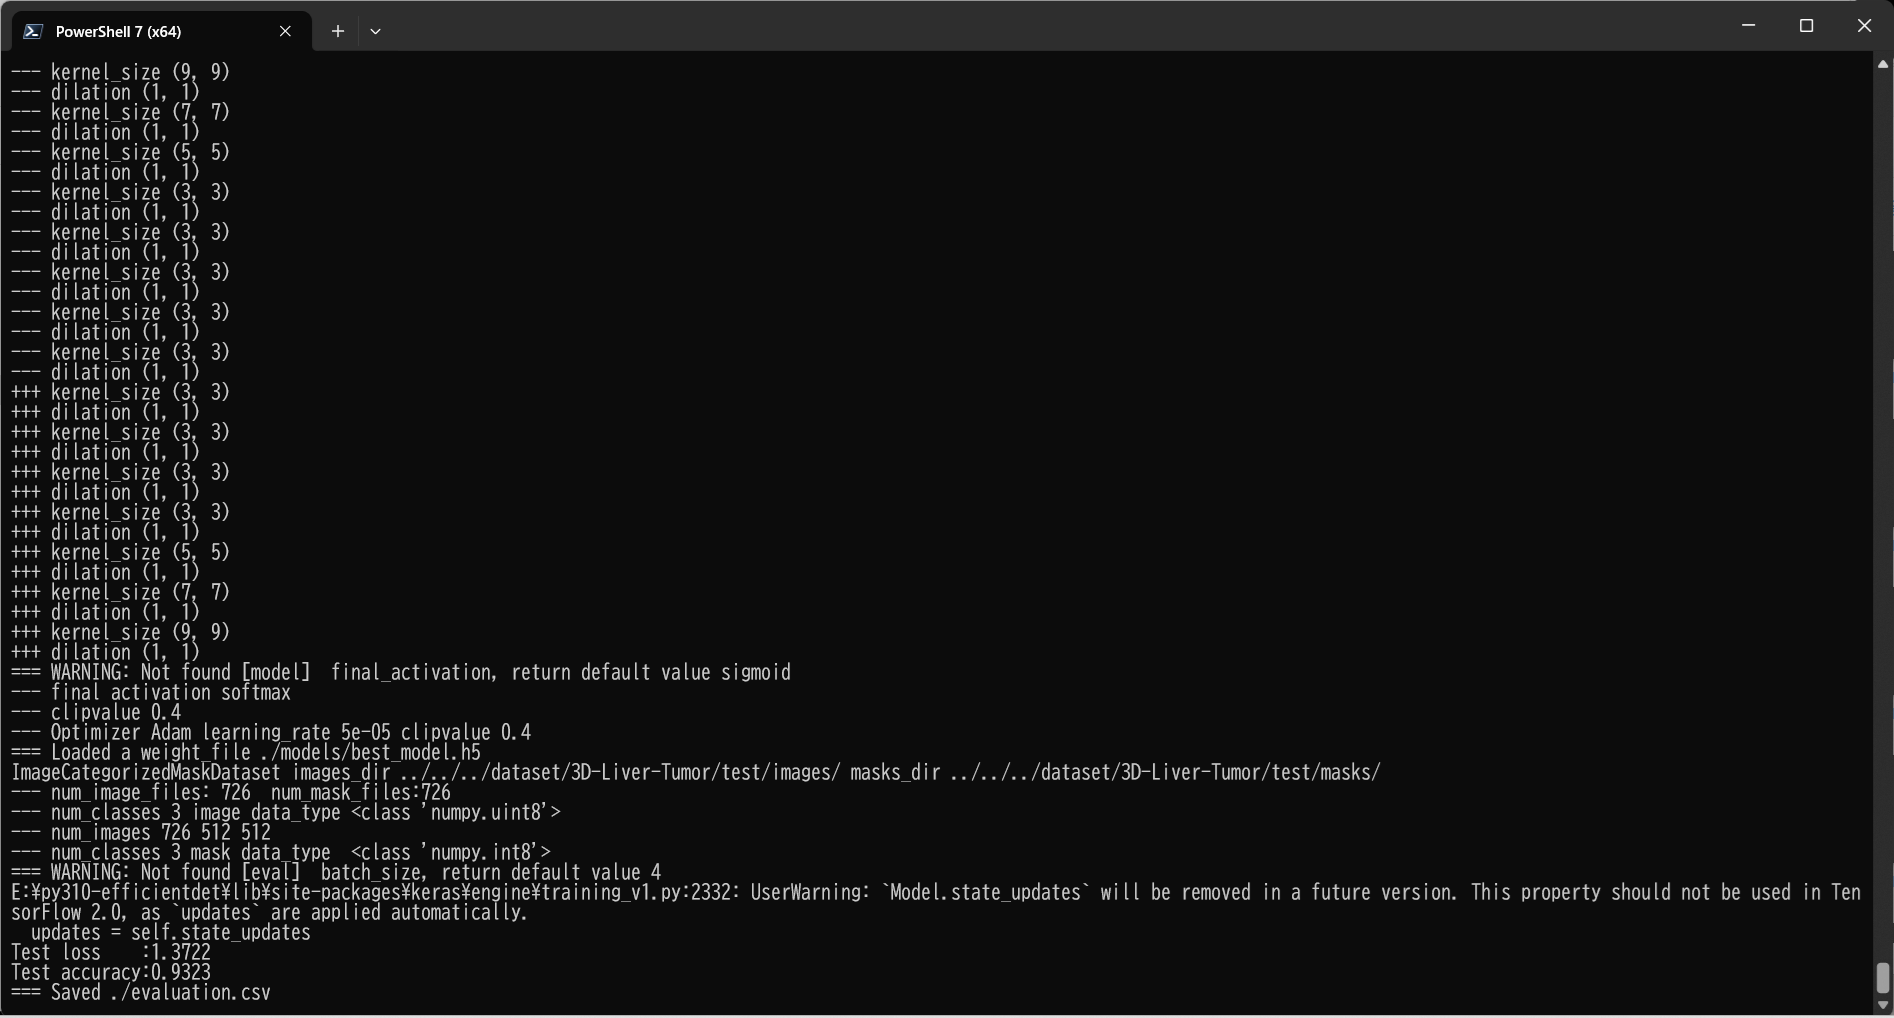 PowerShell 7 (x64)
--- kernel_size (9, 9)
--- dilation (1, 1)
--- kernel_size (7, 7)
--- dilation (1, 1)
--- kernel_size (5, 5)
--- dilation (1, 1)
--- kernel_size (3, 3)
--- dilation (1, 1)
--- kernel_size (3, 3)
--- dilation (1, 1)
--- kernel_size (3, 3)
--- dilation (1, 1)
--- kernel_size (3, 3)
--- dilation (1, 1)
--- kernel_size (3, 3)
--- dilation (1, 1)
+++ kernel_size (3, 3)
+++ dilation (1, 1)
+++ kernel_size (3, 3)
+++ dilation (1, 1)
+++ kernel_size (3, 3)
+++ dilation (1, 1)
+++ kernel_size (3, 3)
+++ dilation (1, 1)
+++ kernel_size (5, 5)
+++ dilation (1, 1)
+++ kernel_size (7, 7)
+++ dilation (1, 1)
+++ kernel_size (9, 9)
+++ dilation (1, 1)
=== WARNING: Not found [model]  final_activation, return default value sigmoid
--- final activation softmax
--- clipvalue 0.4
--- Optimizer Adam learning_rate 5e-05 clipvalue 0.4
=== Loaded a weight_file ./models/best_model.h5
ImageCategorizedMaskDataset images_dir ../../../dataset/3D-Liver-Tumor/test/images/ masks_dir ../../../dataset/3D-Liver-Tumor/test/masks/
--- num_image_files: 726  num_mask_files:726
--- num_classes 3 image data_type <class 'numpy.uint8'>
--- num_images 726 512 512
--- num_classes 3 mask data_type  <class 'numpy.int8'>
=== WARNING: Not found [eval]  batch_size, return default value 4
E:¥py310-efficientdet¥lib¥site-packages¥keras¥engine¥training_v1.py:2332: UserWarning: `Model.state_updates` will be removed in a future version. This property should not be used in Ten
sorFlow 2.0, as `updates` are applied automatically.
  updates = self.state_updates
Test loss    :1.3722
Test accuracy:0.9323
=== Saved ./evaluation.csv